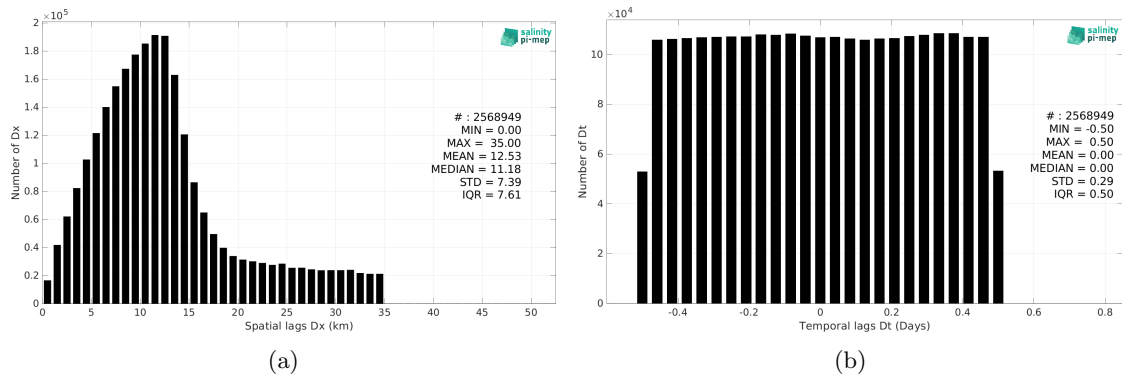 ×10⁵
2
1.8
1.6
1.4
1.2
1
0.8
0.6
0.4
0.2
0
Number of Dx
0 5 10 15 20 25 30 35 40 45 50
Spatial lags Dx (km)
salinity
pi-mep
# : 2568949
MIN = 0.00
MAX = 35.00
MEAN = 12.53
MEDIAN = 11.18
STD = 7.39
IQR = 7.61
(a)
×10⁴
10
8
6
4
2
0
Number of Dt
-0.4 -0.2 0 0.2 0.4 0.6 0.8
Temporal lags Dt (Days)
salinity
pi-mep
# : 2568949
MIN = -0.50
MAX = 0.50
MEAN = 0.00
MEDIAN = 0.00
STD = 0.29
IQR = 0.50
(b)